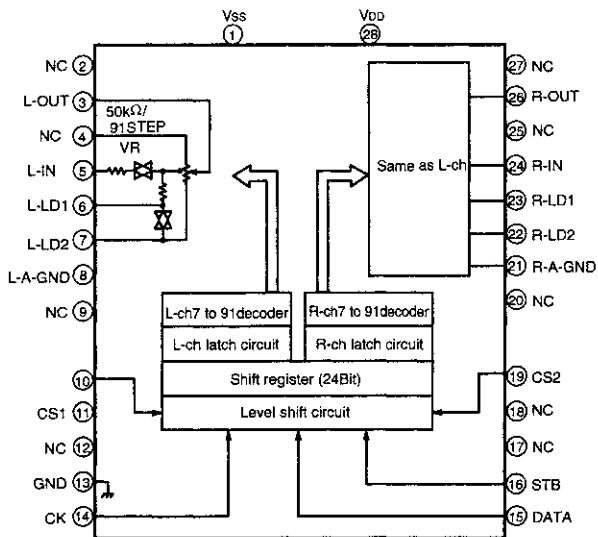 Vss
1
VDD
28
NC 2
L-OUT 3
NC 4
L-IN 5
L-LD1 6
L-LD2 7
L-A-GND 8
NC 9
10
CS1 11
NC 12
GND 13
CK 14
50kΩ/
91STEP
VR
Same as L-ch
27 NC
26 R-OUT
25 NC
24 R-IN
23 R-LD1
22 R-LD2
21 R-A-GND
20 NC
19 CS2
18 NC
17 NC
16 STB
15 DATA
L-ch7 to 91decoder
R-ch7 to 91decoder
L-ch latch circuit
R-ch latch circuit
Shift register (24Bit)
Level shift circuit